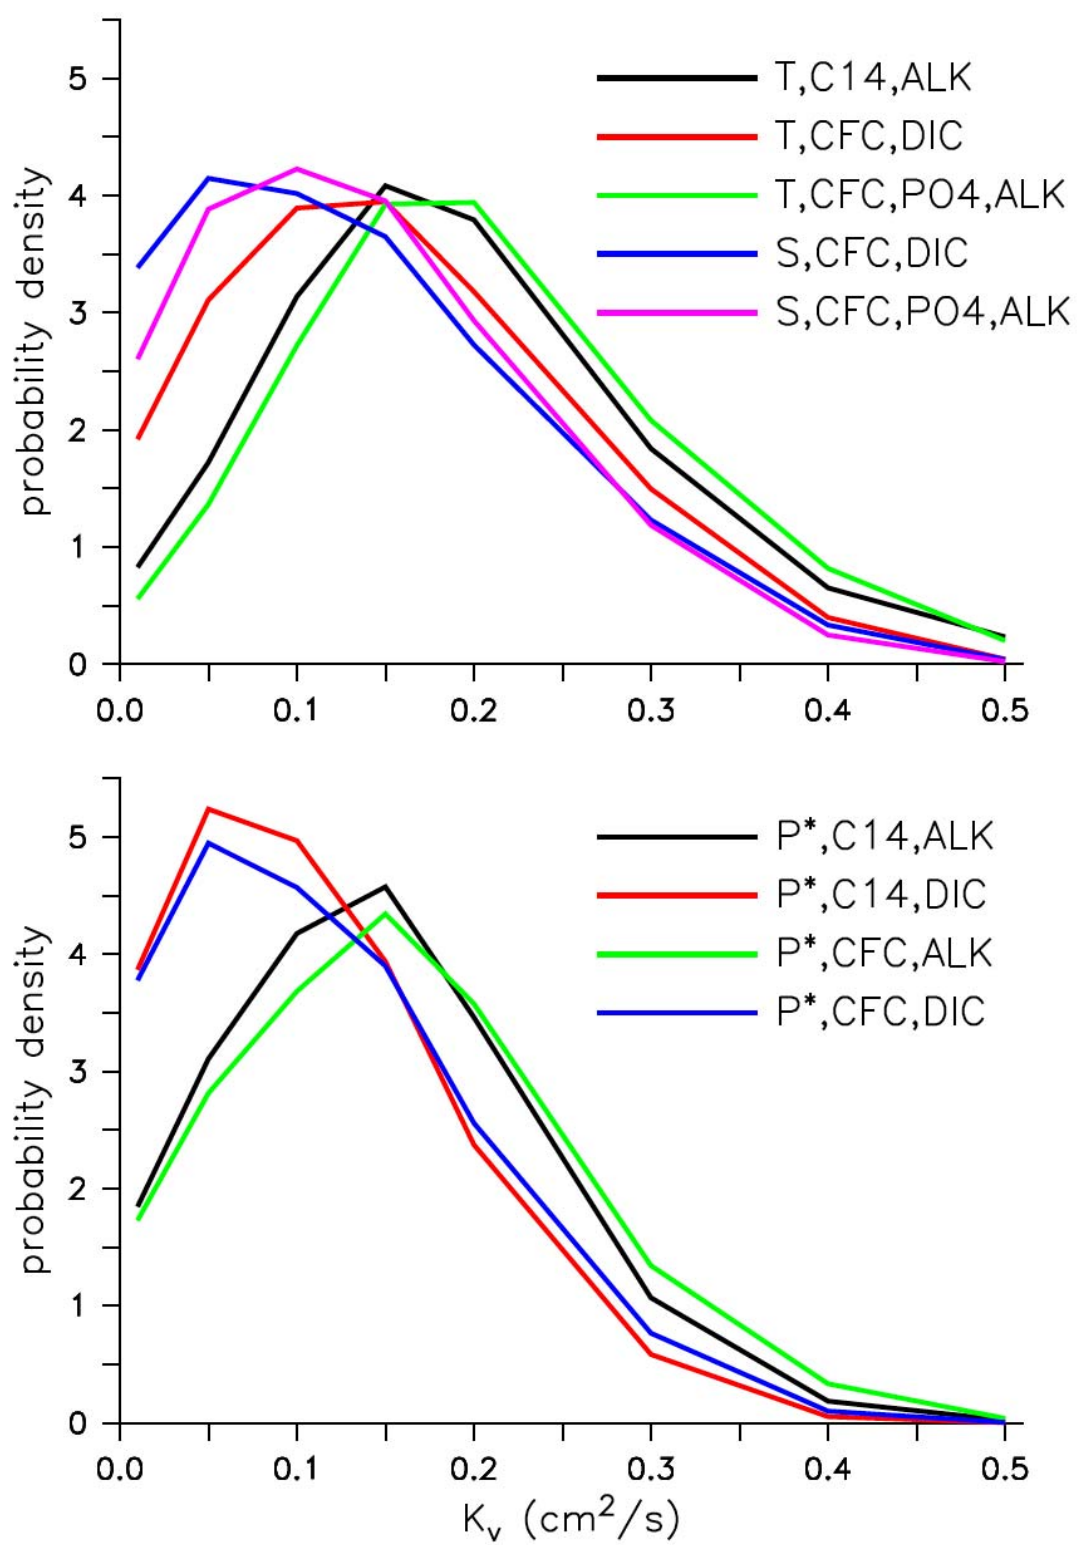 probability density
5
4
3
2
1
0
T,C14,ALK
T,CFC,DIC
T,CFC,PO4,ALK
S,CFC,DIC
S,CFC,PO4,ALK
0.0 0.1 0.2 0.3 0.4 0.5
probability density
5
4
3
2
1
0
P*,C14,ALK
P*,C14,DIC
P*,CFC,ALK
P*,CFC,DIC
0.0 0.1 0.2 0.3 0.4 0.5
Kᵥ (cm²/s)